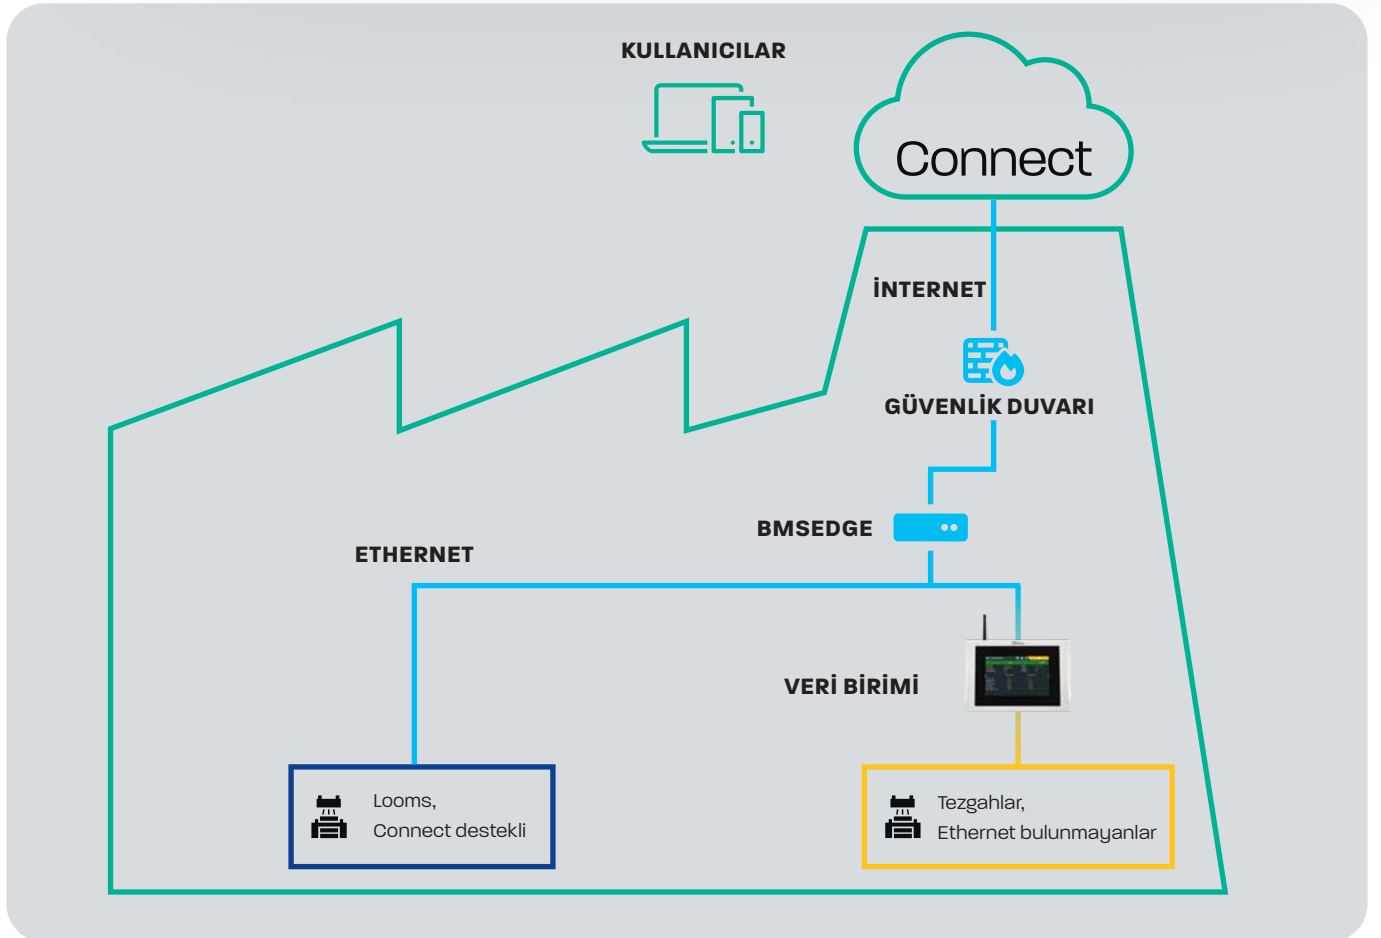 KULLANICILAR
Connect
İNTERNET
GÜVENLİK DUVARI
BMSEDGE
ETHERNET
VERİ BİRİMİ
Looms,
Connect destekli
Tezgahlar,
Ethernet bulunmayanlar